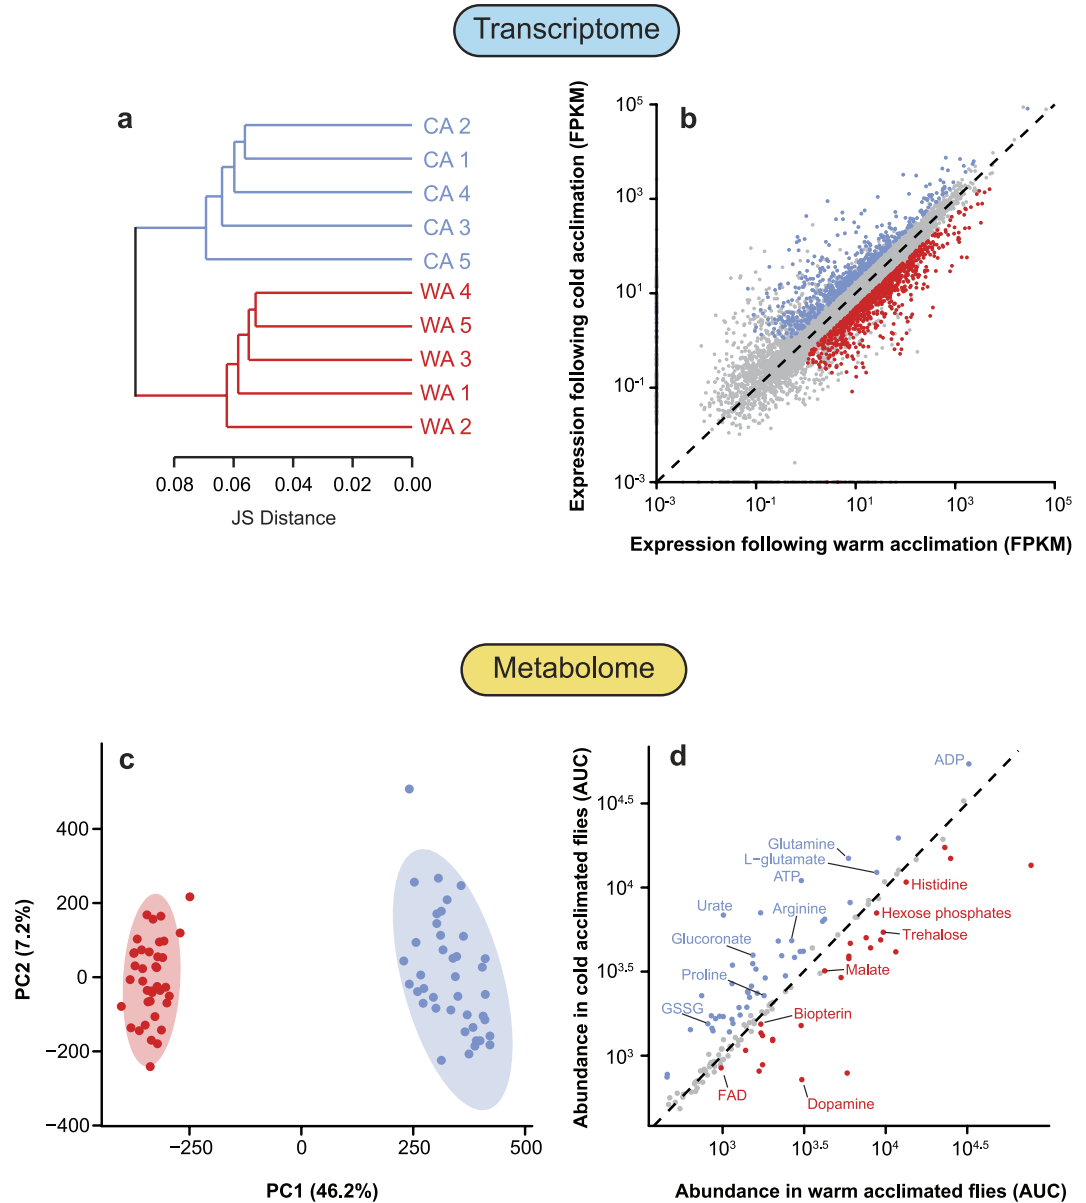 Transcriptome
a
CA 2
CA 1
CA 4
CA 3
CA 5
WA 4
WA 5
WA 3
WA 1
WA 2
0.08 0.06 0.04 0.02 0.00
JS Distance
b
Expression following cold acclimation (FPKM)
10^5
10^3
10^1
10^-1
10^-3
10^-3 10^-1 10^1 10^3 10^5
Expression following warm acclimation (FPKM)
Metabolome
c
PC2 (7.2%)
400
200
0
−200
−400
−250 0 250 500
PC1 (46.2%)
d
Abundance in cold acclimated flies (AUC)
10^4.5
10^4
10^3.5
10^3
ADP
Glutamine
L-glutamate
ATP
Histidine
Urate
Arginine
Hexose phosphates
Trehalose
Glucoronate
Malate
Proline
GSSG
Biopterin
FAD
Dopamine
10^3 10^3.5 10^4 10^4.5
Abundance in warm acclimated flies (AUC)